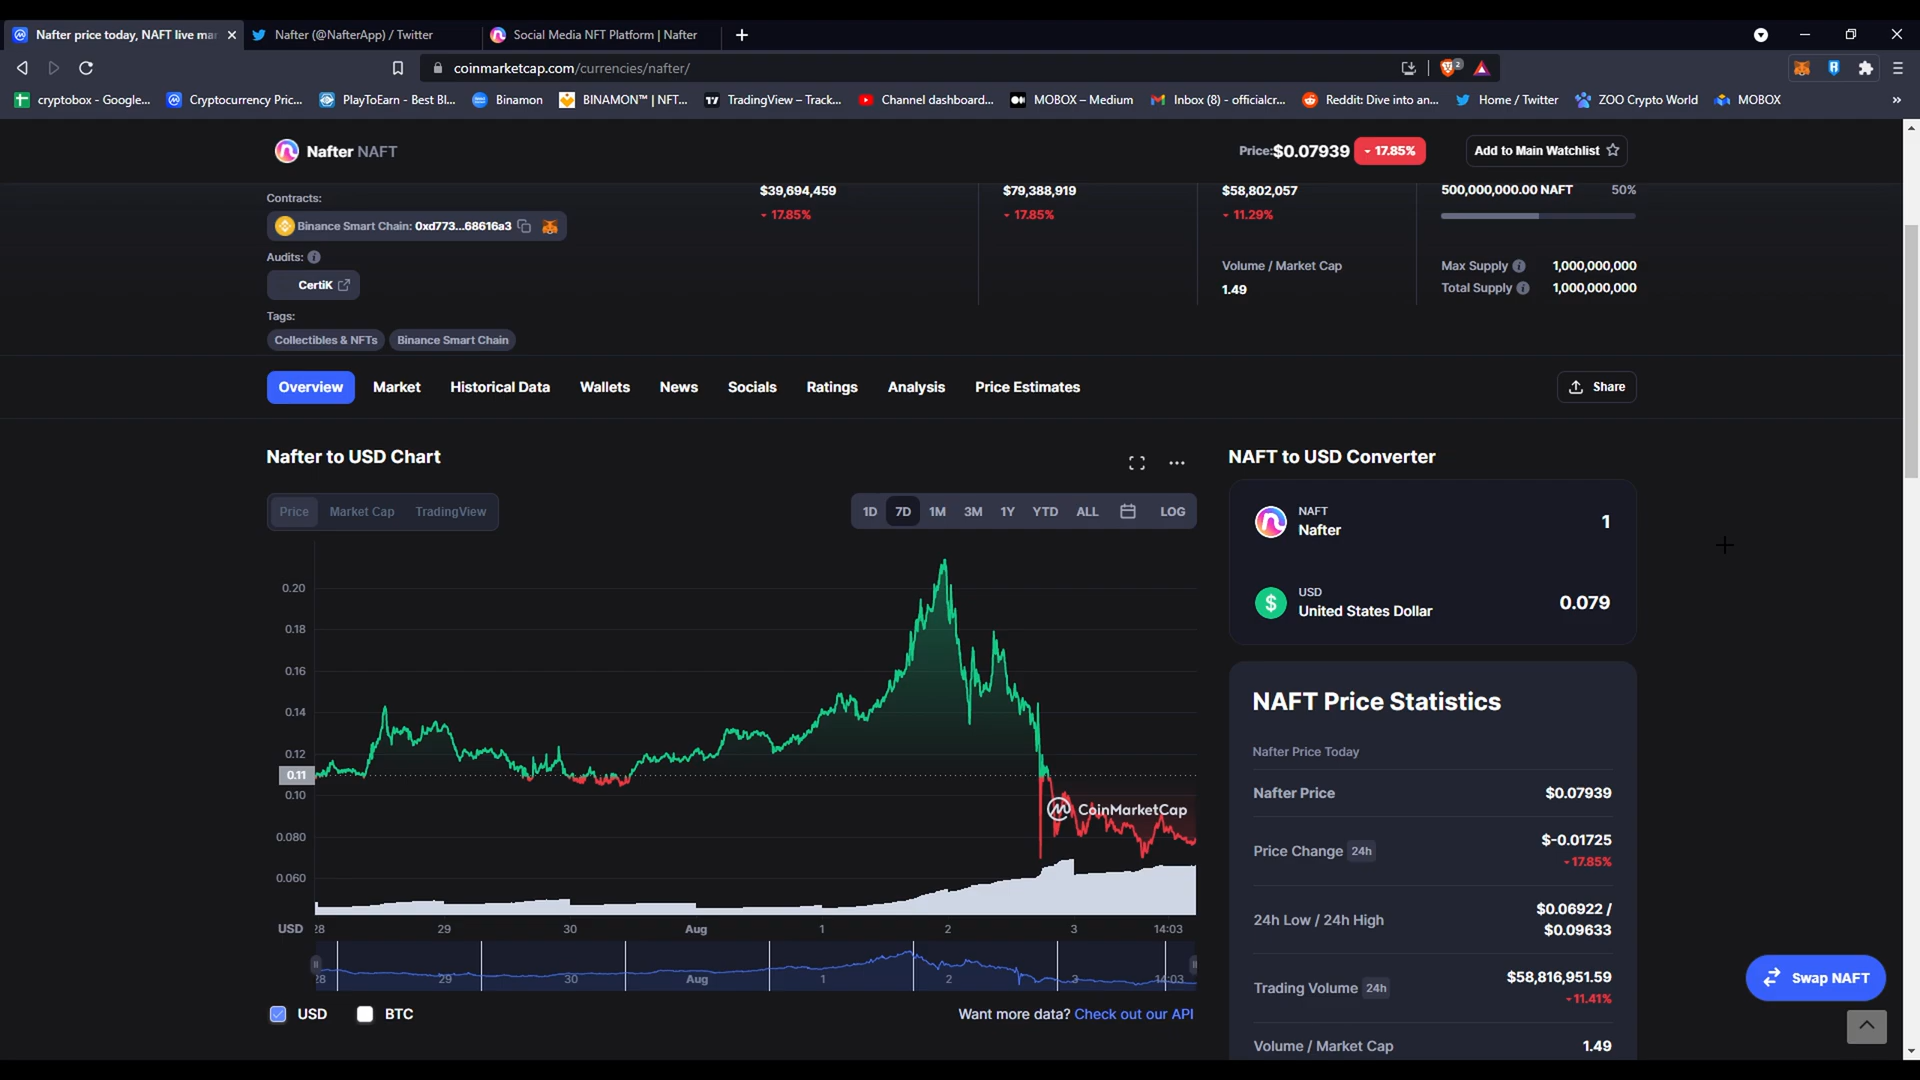 Nafter price today, NAFT live mar
Nafter (@NafterApp) / Twitter
Social Media NFT Platform | Nafter
coinmarketcap.com/currencies/nafter/
2
cryptobox - Google...
Cryptocurrency Pric...
PlayToEarn - Best Bl...
Binamon
BINAMON™ | NFT...
TradingView – Track...
Channel dashboard...
MOBOX – Medium
Inbox (8) - officialcr...
Reddit: Dive into an...
Home / Twitter
ZOO Crypto World
MOBOX
»
Nafter NAFT
Price:$0.07939
17.85%
Add to Main Watchlist
Contracts:
Binance Smart Chain: 0xd773...68616a3
Audits:
CertiK
Tags:
Collectibles & NFTs
Binance Smart Chain
$39,694,459
17.85%
$79,388,919
17.85%
$58,802,057
11.29%
Volume / Market Cap
1.49
500,000,000.00 NAFT
50%
Max Supply
1,000,000,000
Total Supply
1,000,000,000
Overview
Market
Historical Data
Wallets
News
Socials
Ratings
Analysis
Price Estimates
Share
Nafter to USD Chart
Price
Market Cap
TradingView
1D
7D
1M
3M
1Y
YTD
ALL
LOG
0.20
0.18
0.16
0.14
0.12
0.11
0.10
0.080
0.060
CoinMarketCap
USD
28
29
30
Aug
1
2
3
14:03
28
29
30
Aug
1
2
3
14:03
USD
BTC
Want more data? Check out our API
NAFT to USD Converter
NAFT
Nafter
1
USD
United States Dollar
0.079
NAFT Price Statistics
Nafter Price Today
Nafter Price
$0.07939
Price Change 24h
$-0.01725
17.85%
24h Low / 24h High
$0.06922 /
$0.09633
Trading Volume 24h
$58,816,951.59
11.41%
Volume / Market Cap
1.49
Swap NAFT